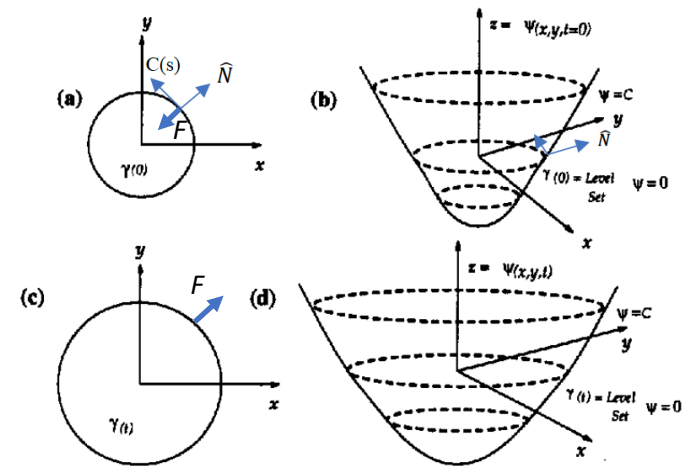 y
C(s)
N̂
(a)
F
x
γ(0)
z = ψ(x,y,t=0)
(b)
ψ=C
y
N̂
γ(0) = Level
Set ψ=0
x
y
(c)
F
x
γ(t)
z = ψ(x,y,t)
(d)
ψ=C
y
γ(t) = Level
Set ψ=0
x